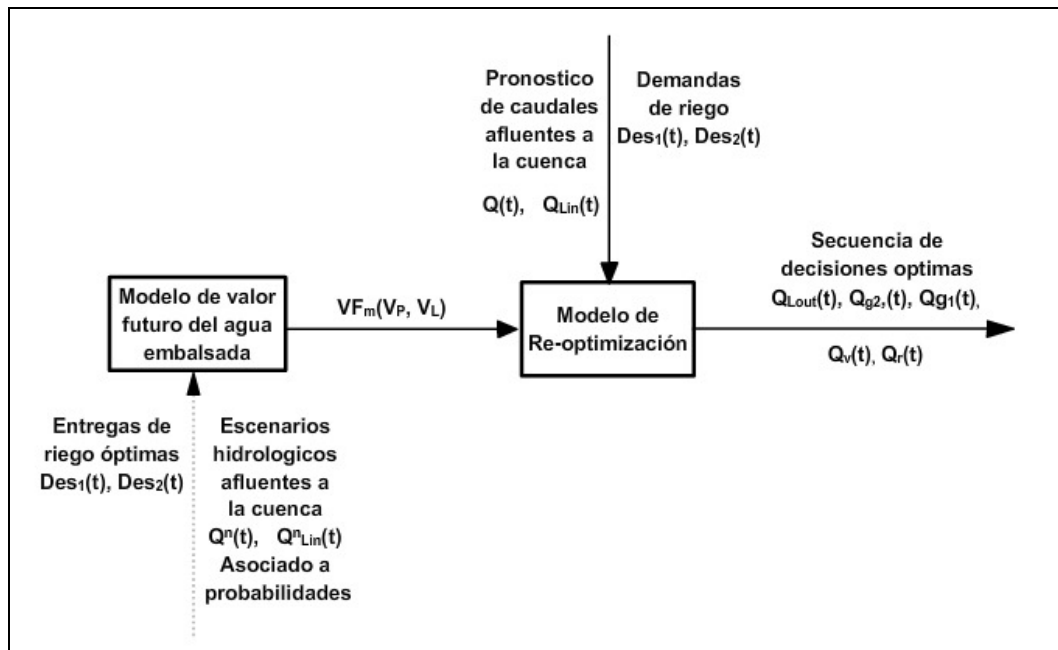 Pronostico
de caudales
afluentes a
la cuenca
Q(t), QLin(t)
Demandas
de riego
Des1(t), Des2(t)
Modelo de valor
futuro del agua
embalsada
VFm(VP, VL)
Modelo de
Re-optimización
Secuencia de
decisiones optimas
QLout(t), Qg2,(t), Qg1(t),
Qv(t), Qr(t)
Entregas de
riego óptimas
Des1(t), Des2(t)
Escenarios
hidrologicos
afluentes a
la cuenca
Qn(t), QnLin(t)
Asociado a
probabilidades